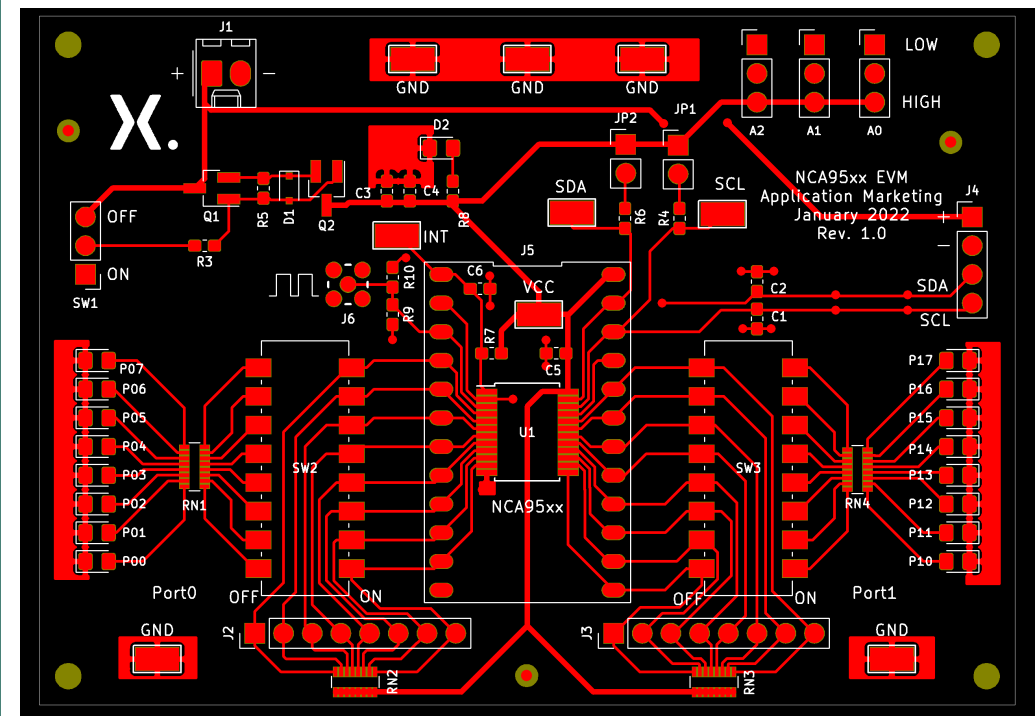 J1
+
−
X.
GND
GND
GND
LOW
HIGH
A2
A1
A0
D2
JP2
JP1
C3
C4
R8
Q1
R5
D1
Q2
SDA
SCL
R6
R4
NCA95xx EVM
Application Marketing
January 2022
Rev. 1.0
J4
+
−
SDA
SCL
OFF
ON
SW1
R3
INT
J5
VCC
R10
R9
J6
C6
R7
C5
C2
C1
P07
P06
P05
P04
P03
P02
P01
P00
RN1
SW2
U1
NCA95xx
SW3
RN4
P17
P16
P15
P14
P13
P12
P11
P10
Port0
OFF
ON
OFF
ON
Port1
GND
J2
RN2
J3
RN3
GND